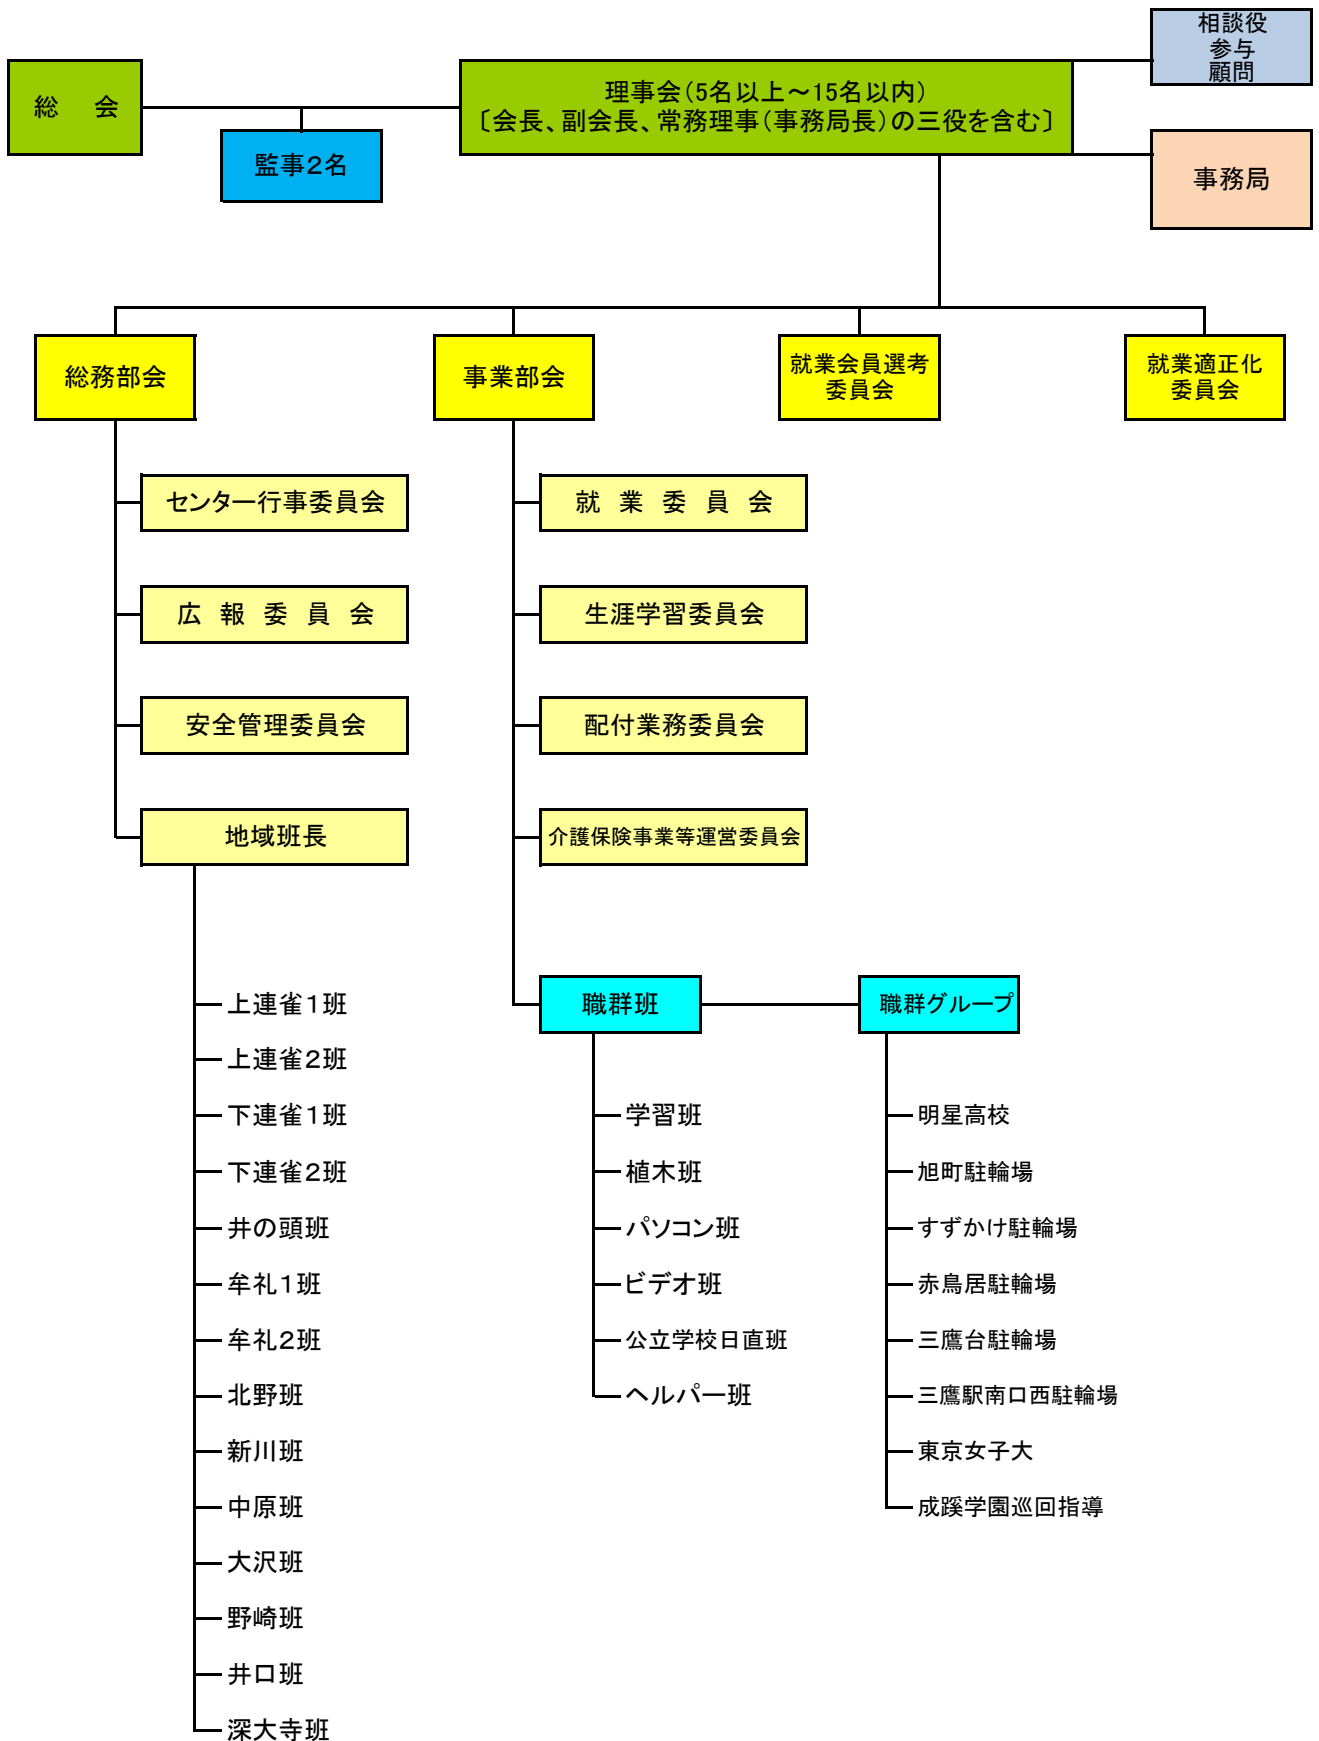 相談役
参与
顧問
総　会
理事会（5名以上～15名以内）
〔会長、副会長、常務理事（事務局長）の三役を含む〕
監事２名
事務局
総務部会
事業部会
就業会員選考
委員会
就業適正化
委員会
センター行事委員会
広　報　委　員　会
安全管理委員会
地域班長
就　業　委　員　会
生涯学習委員会
配付業務委員会
介護保険事業等運営委員会
上連雀１班
上連雀２班
下連雀１班
下連雀２班
井の頭班
牟礼１班
牟礼２班
北野班
新川班
中原班
大沢班
野崎班
井口班
深大寺班
職群班
学習班
植木班
パソコン班
ビデオ班
公立学校日直班
ヘルパー班
職群グループ
明星高校
旭町駐輪場
すずかけ駐輪場
赤鳥居駐輪場
三鷹台駐輪場
三鷹駅南口西駐輪場
東京女子大
成蹊学園巡回指導